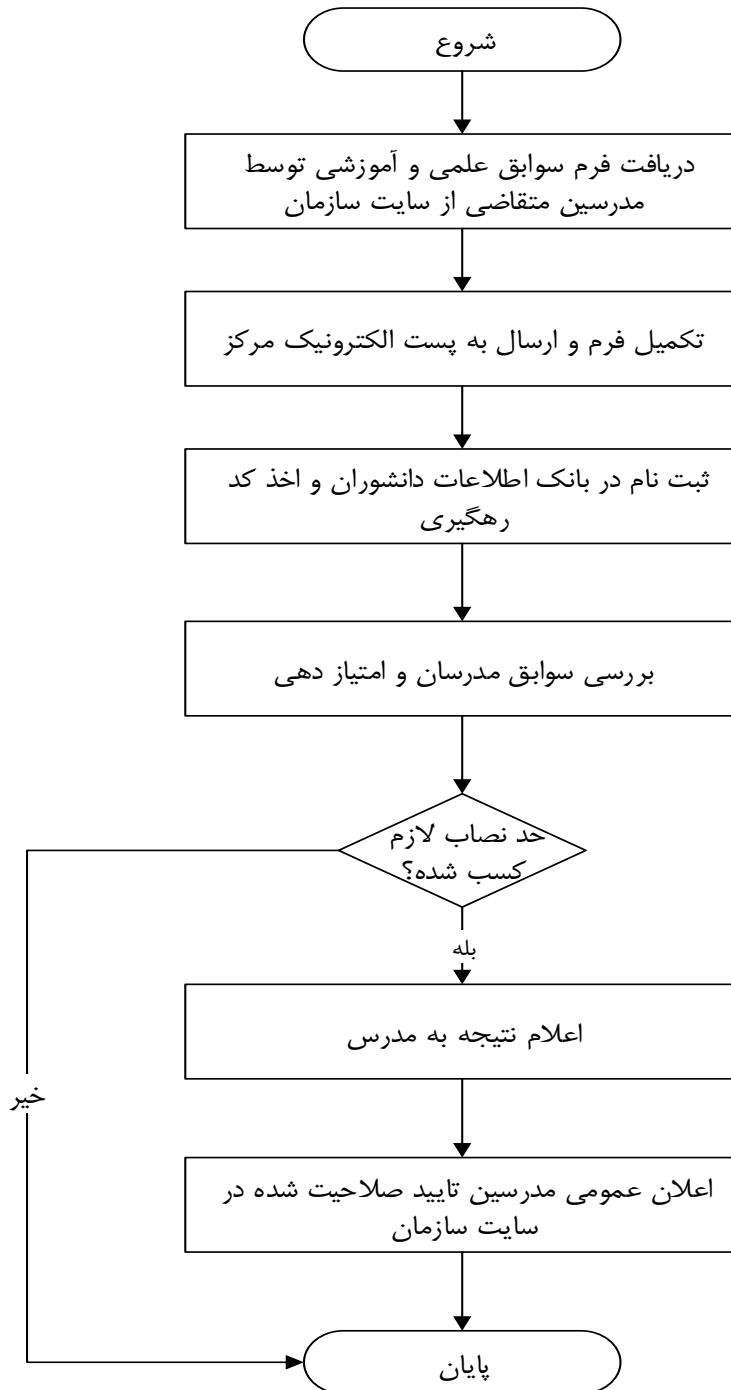 شروع
دریافت فرم سوابق علمی و آموزشی توسط
مدرسین متقاضی از سایت سازمان
تکمیل فرم و ارسال به پست الکترونیک مرکز
ثبت نام در بانک اطلاعات دانشوران و اخذ کد
رهگیری
بررسی سوابق مدرسان و امتیاز دهی
حد نصاب لازم
کسب شده؟
بله
اعلام نتیجه به مدرس
خیر
اعلان عمومی مدرسین تایید صلاحیت شده در
سایت سازمان
پایان